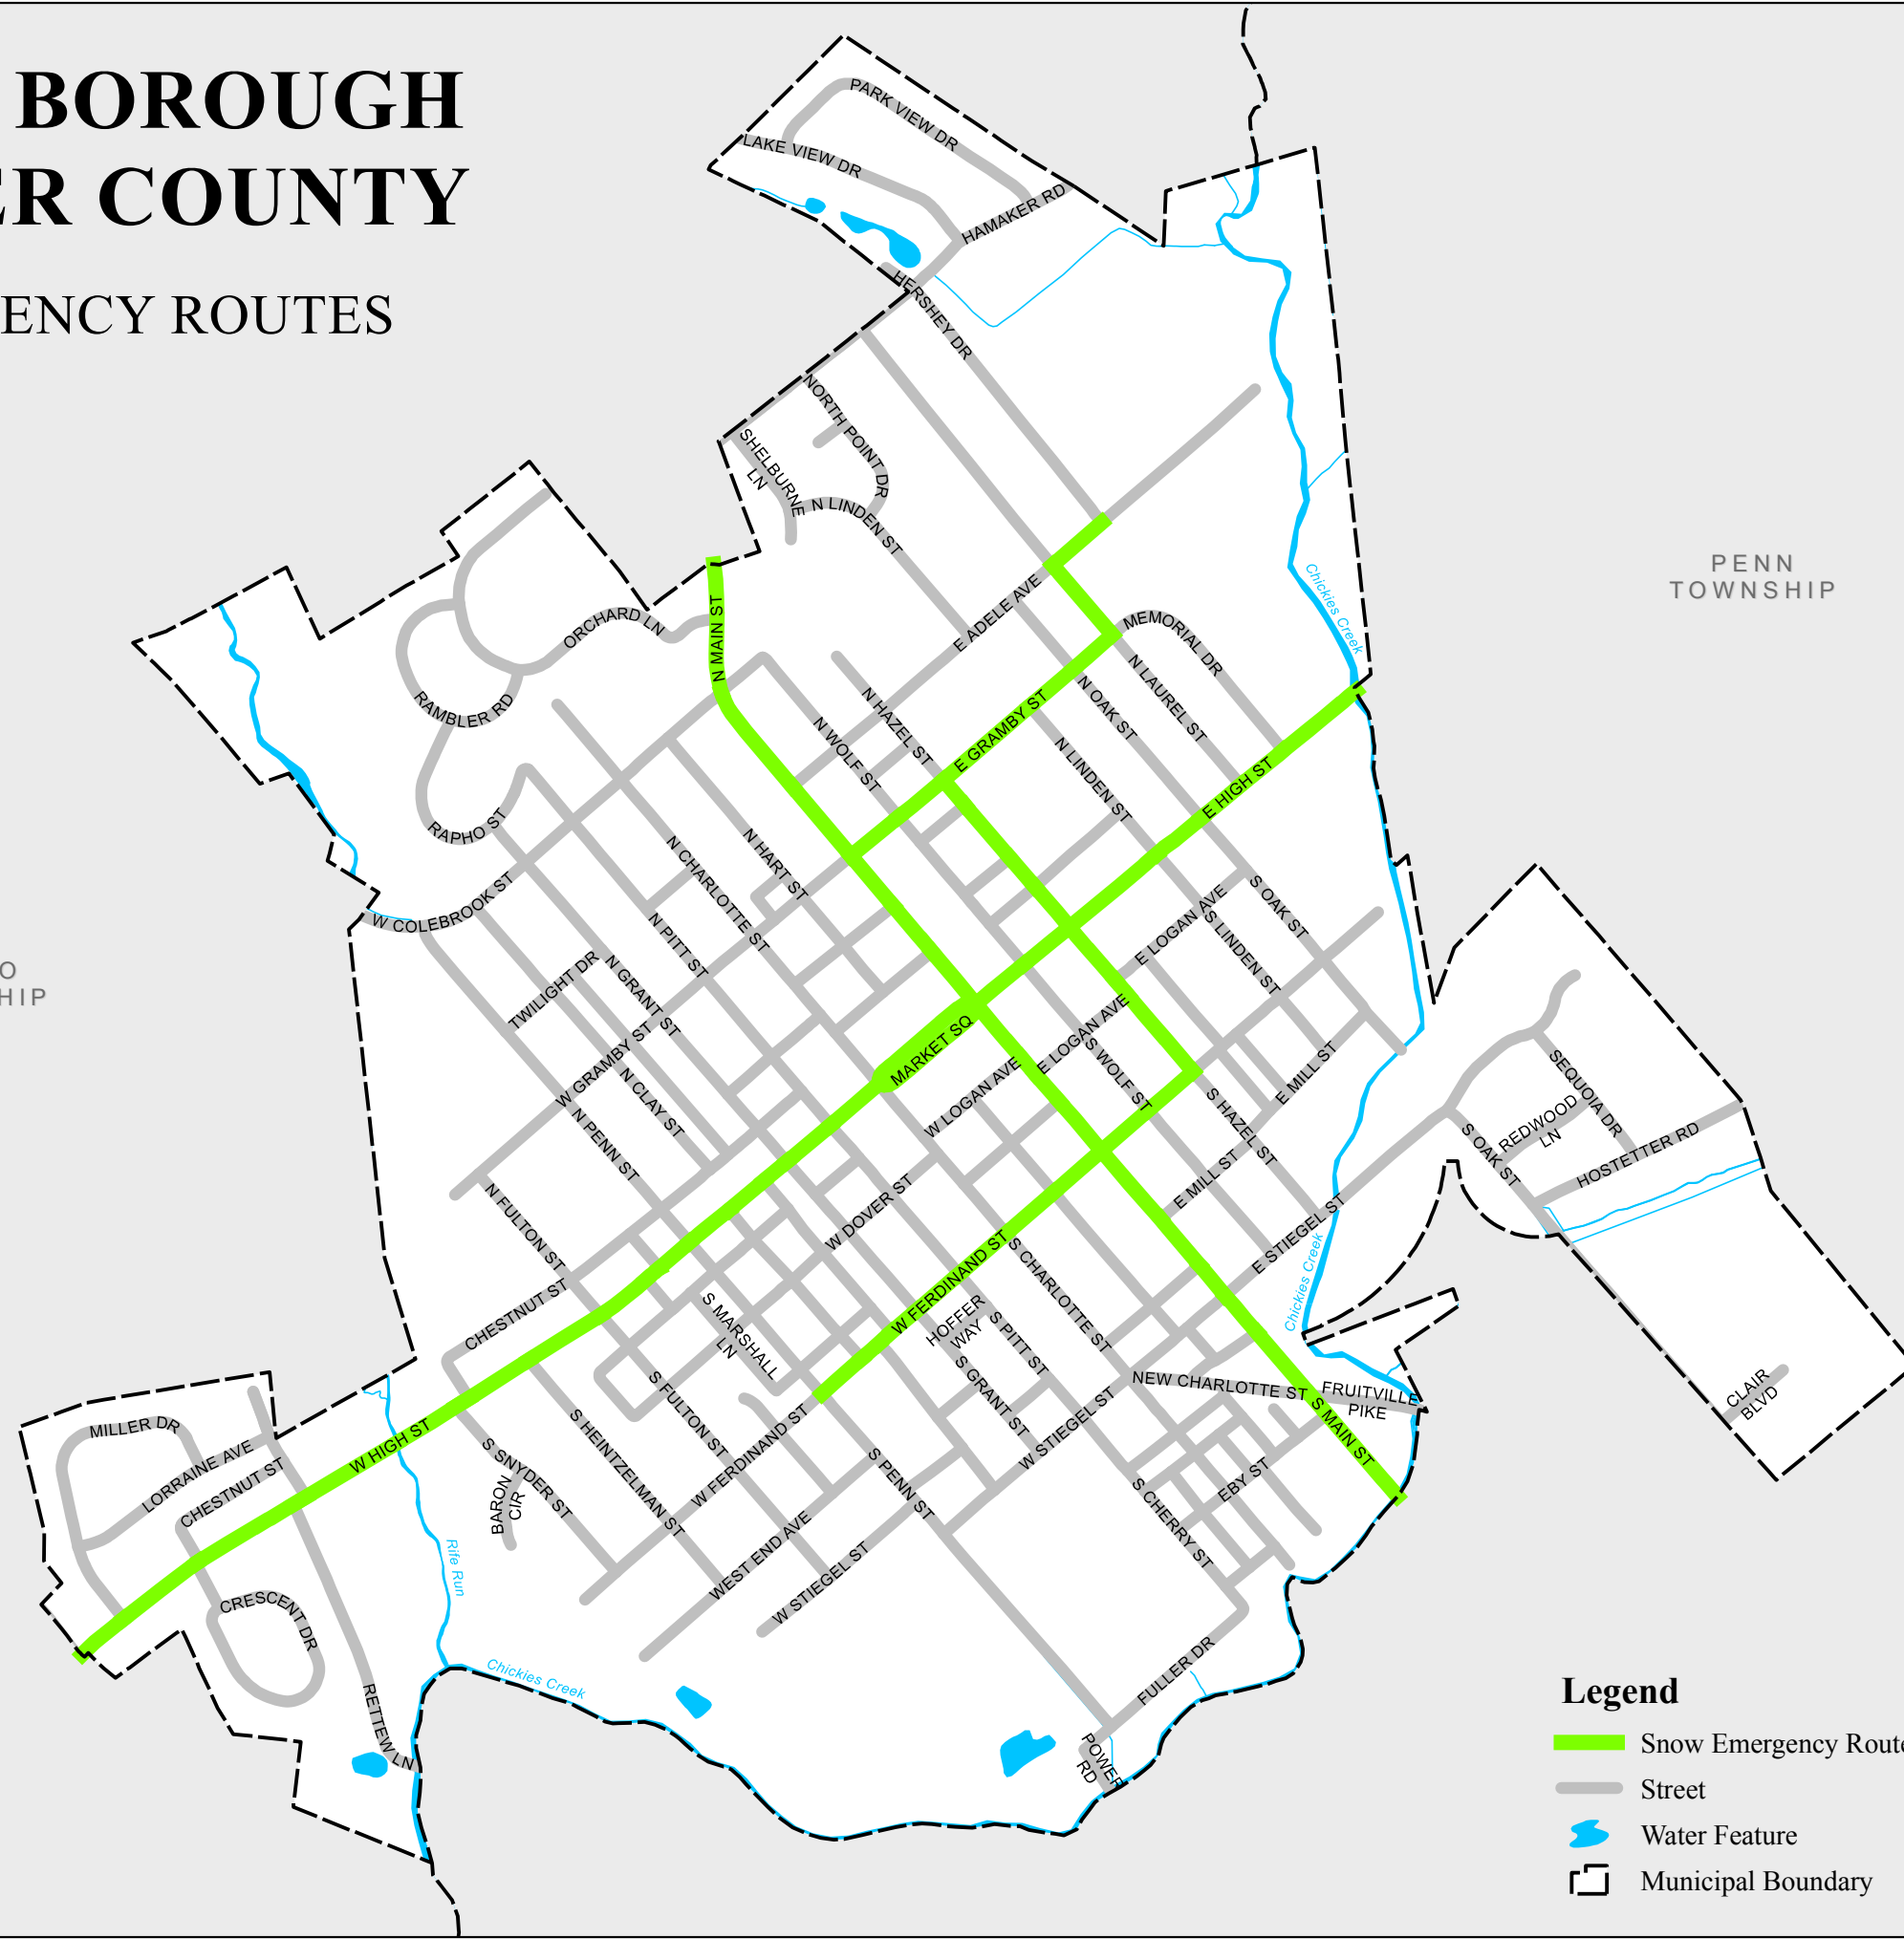 BOROUGH
ER COUNTY
ENCY ROUTES
PARK VIEW DR
LAKE VIEW DR
HAMAKER RD
HERSHEY DR
NORTH POINT DR
SHELBURNE
LN
N LINDEN ST
PENN
TOWNSHIP
Chickies Creek
E ADELE AVE
MEMORIAL DR
ORCHARD LN
N MAIN ST
RAMBLER RD
N LAUREL ST
N OAK ST
N HAZEL ST
E GRAMBY ST
N WOLF ST
N LINDEN ST
E HIGH ST
RAPHO ST
N HART ST
N CHARLOTTE ST
W COLEBROOK ST
S OAK ST
E LOGAN AVE
S LINDEN ST
N PITT ST
TWILIGHT DR
N GRANT ST
O
HIP
W GRAMBY ST
MARKET SQ
E LOGAN AVE
S WOLF ST
E MILL ST
W LOGAN AVE
N CLAY ST
N PENN ST
S HAZEL ST
SEQUOIA DR
REDWOOD
LN
S OAK ST
HOSTETTER RD
E MILL ST
N FULTON ST
W DOVER ST
E STIEGEL ST
Chickies Creek
W FERDINAND ST
S CHARLOTTE ST
CHESTNUT ST
S MARSHALL
LN
HOFFER
WAY
S PITT ST
S GRANT ST
NEW CHARLOTTE ST
FRUITVILLE
PIKE
S MAIN ST
CLAIR
BLVD
S FULTON ST
W STIEGEL ST
MILLER DR
LORRAINE AVE
CHESTNUT ST
W HIGH ST
S SNYDER ST
S HEINTZELMAN ST
W FERDINAND ST
S PENN ST
EBY ST
S CHERRY ST
BARON
CIR
WEST END AVE
W STIEGEL ST
Rife Run
CRESCENT DR
RETTEW LN
Chickies Creek
FULLER DR
POWER
RD
Legend
Snow Emergency Route
Street
Water Feature
Municipal Boundary